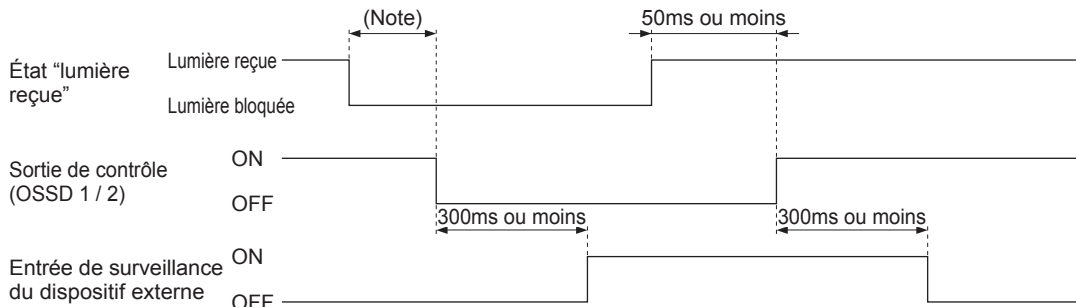 (Note)
50ms ou moins
État “lumière
reçue”
Lumière reçue
Lumière bloquée
Sortie de contrôle
(OSSD 1 / 2)
ON
OFF
300ms ou moins
300ms ou moins
Entrée de surveillance
du dispositif externe
ON
OFF